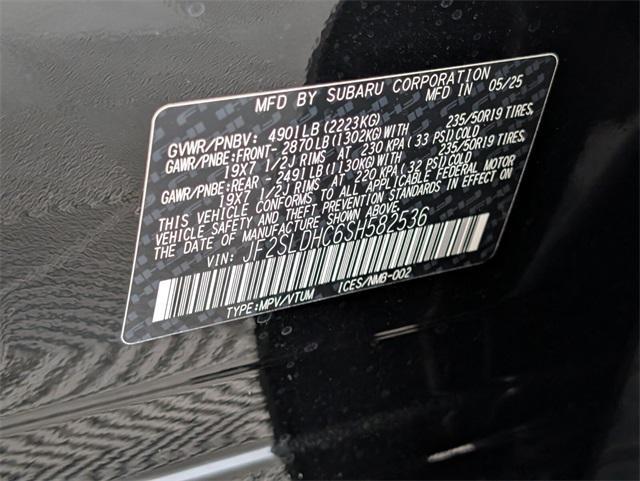 MFD BY SUBARU CORPORATION
MFD IN 05/25
GVWR/PNBV: 4901LB(2223KG)
GAWR/PNBE:FRONT- 2870LB(1302KG)WITH 235/50R19 TIRES,
19X7 1/2J RIMS AT 230 KPA(33 PSI)COLD
GAWR/PNBE:REAR - 2491LB(1130KG)WITH 235/50R19 TIRES,
19X7 1/2J RIMS AT 220 KPA(32 PSI)COLD
THIS VEHICLE CONFORMS TO ALL APPLICABLE FEDERAL MOTOR
VEHICLE SAFETY AND THEFT PREVENTION STANDARDS IN EFFECT ON
THE DATE OF MANUFACTURE SHOWN ABOVE.
VIN: JF2SLDHC6SH582536
TYPE:MPV/VTUM ICES/NMB-002